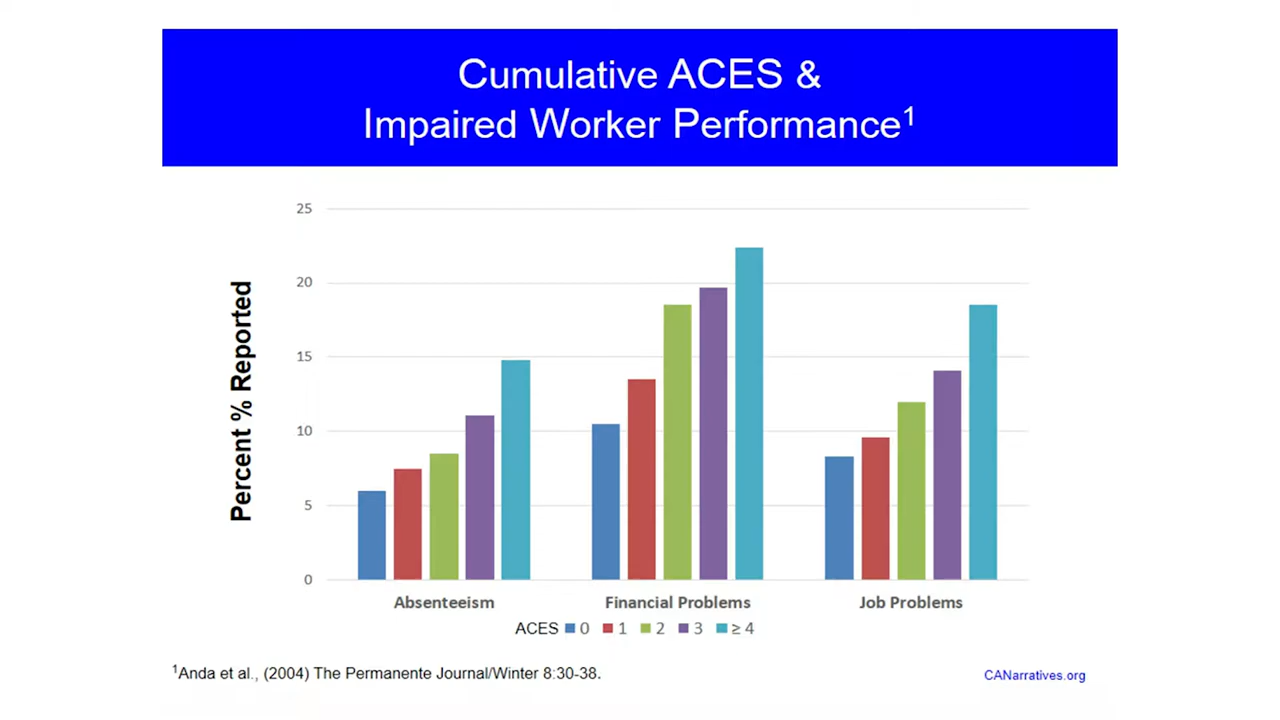 Cumulative ACES &
Impaired Worker Performance¹
Percent % Reported
25
20
15
10
5
0
Absenteeism Financial Problems Job Problems
ACES 0 1 2 3 ≥ 4
¹Anda et al., (2004) The Permanente Journal/Winter 8:30-38.
CANarratives.org